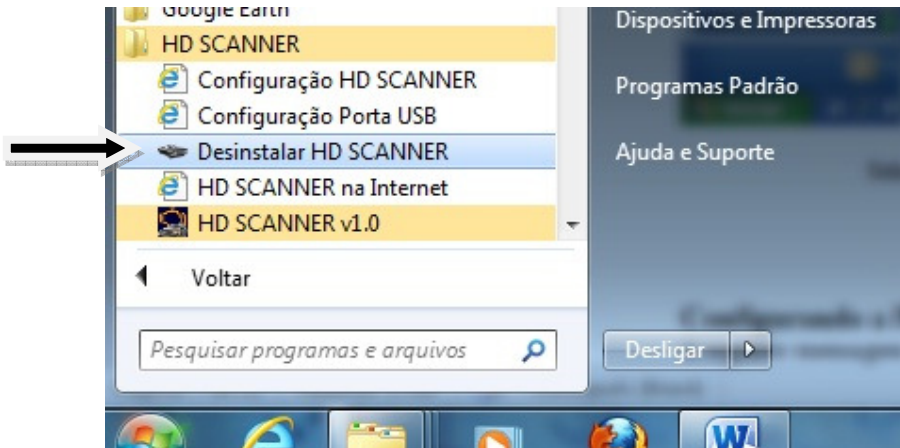 Google Earth
HD SCANNER
Configuração HD SCANNER
Configuração Porta USB
Desinstalar HD SCANNER
HD SCANNER na Internet
HD SCANNER v1.0
Voltar
Pesquisar programas e arquivos
Dispositivos e Impressoras
Programas Padrão
Ajuda e Suporte
Desligar